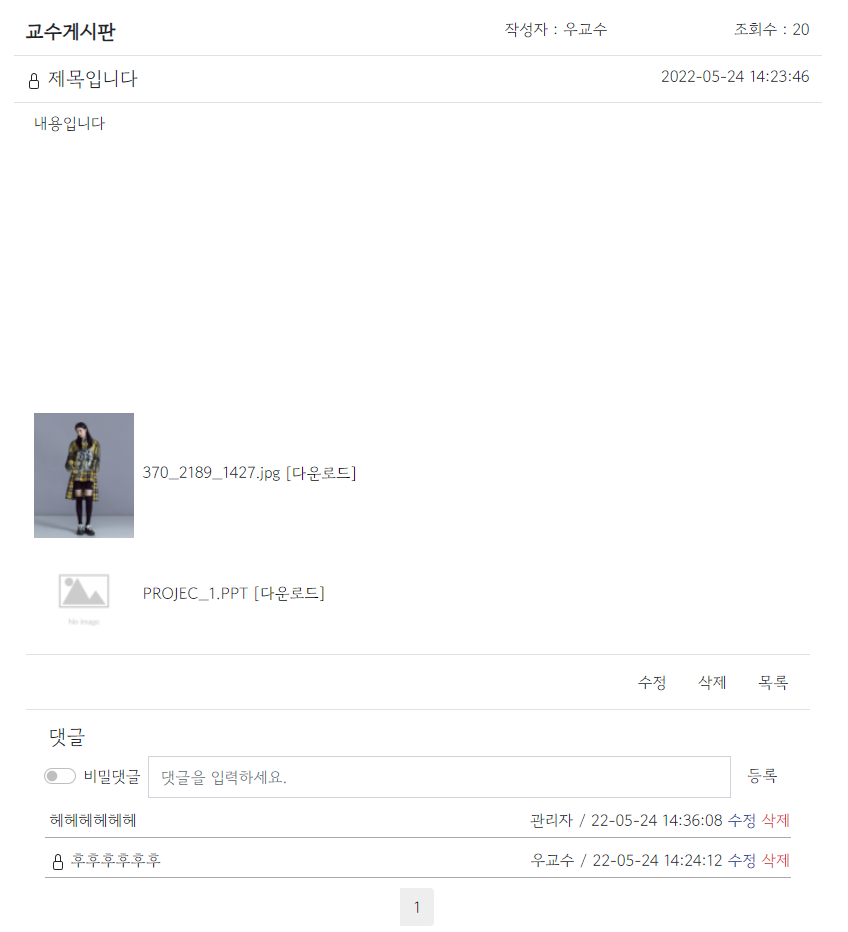 교수게시판 작성자 : 우교수 조회수 : 20
제목입니다 2022-05-24 14:23:46
내용입니다
370_2189_1427.jpg [다운로드]
PROJEC_1.PPT [다운로드]
No image
수정 삭제 목록
댓글
비밀댓글 댓글을 입력하세요. 등록
헤헤헤헤헤헤 관리자 / 22-05-24 14:36:08 수정 삭제
후후후후후후 우교수 / 22-05-24 14:24:12 수정 삭제
1